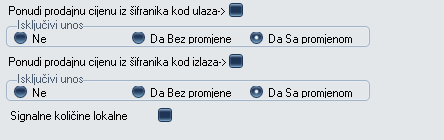 Ponudi prodajnu cijenu iz šifranika kod ulaza->
Isključivi unos
Ne Da Bez promjene Da Sa promjenom
Ponudi prodajnu cijenu iz šifranika kod izlaza->
Isključivi unos
Ne Da Bez promjene Da Sa promjenom
Signalne količine lokalne